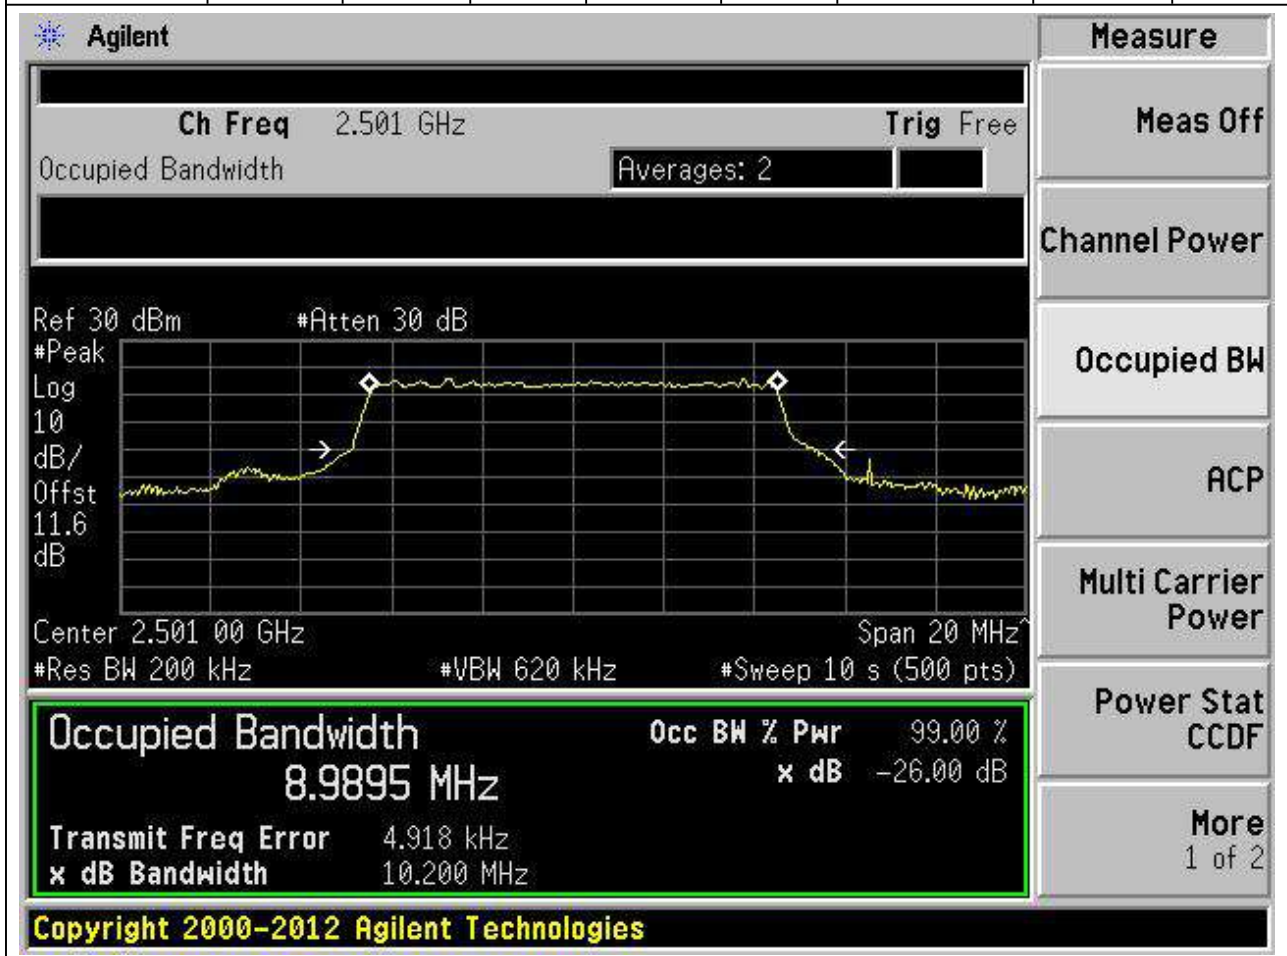 Agilent
Measure
Ch Freq 2.501 GHz Trig Free
Occupied Bandwidth Averages: 2
Meas Off
Channel Power
Occupied BW
ACP
Multi Carrier
Power
Power Stat
CCDF
More
1 of 2
Ref 30 dBm #Atten 30 dB
#Peak
Log
10
dB/
Offst
11.6
dB
Center 2.501 00 GHz Span 20 MHz^
#Res BW 200 kHz #VBW 620 kHz #Sweep 10 s (500 pts)
Occupied Bandwidth Occ BW % Pwr 99.00 %
8.9895 MHz x dB -26.00 dB
Transmit Freq Error 4.918 kHz
x dB Bandwidth 10.200 MHz
Copyright 2000-2012 Agilent Technologies